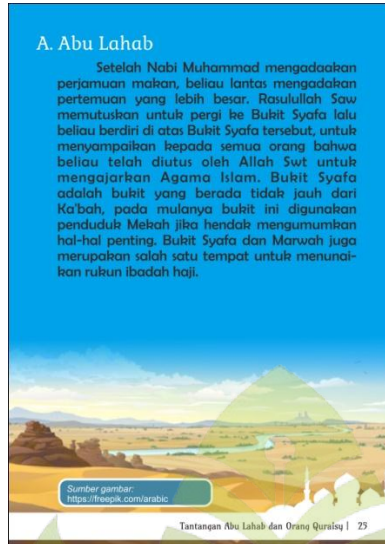 A. Abu Lahab
Setelah Nabi Muhammad mengadaakan
perjamuan makan, beliau lantas mengadakan
pertemuan yang lebih besar. Rasulullah Saw
memutuskan untuk pergi ke Bukit Syafa lalu
beliau berdiri di atas Bukit Syafa tersebut, untuk
menyampaikan kepada semua orang bahwa
beliau telah diutus oleh Allah Swt untuk
mengajarkan Agama Islam. Bukit Syafa
adalah bukit yang berada tidak jauh dari
Ka'bah, pada mulanya bukit ini digunakan
penduduk Mekah jika hendak mengumumkan
hal-hal penting. Bukit Syafa dan Marwah juga
merupakan salah satu tempat untuk menunai-
kan rukun ibadah haji.
Sumber gambar:
https://freepik.com/arabic
Tantangan Abu Lahab dan Orang Quraisy | 25